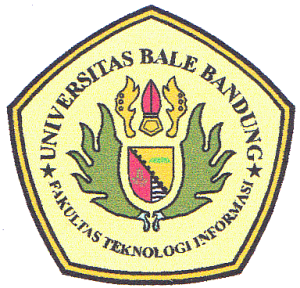 UNIVERSITAS BALE BANDUNG
FAKULTAS TEKNOLOGI INFORMASI